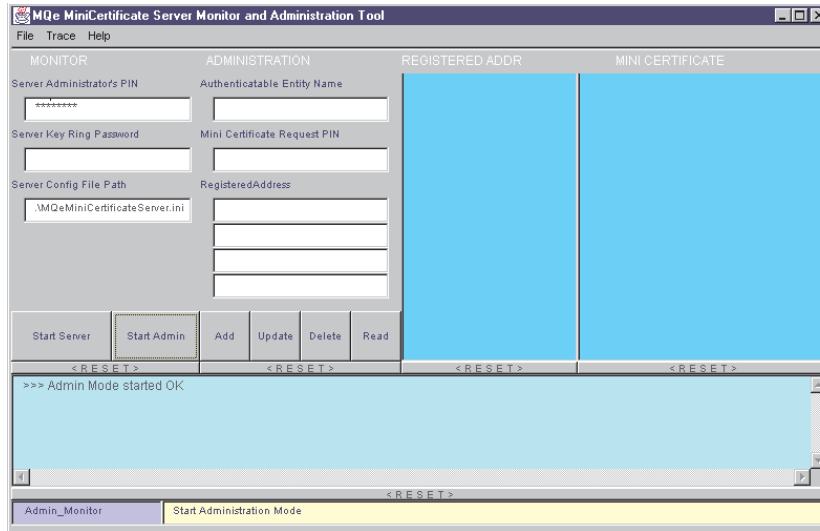 MQe MiniCertificate Server Monitor and Administration Tool
File Trace Help
MONITOR ADMINISTRATION REGISTERED ADDR MINI CERTIFICATE
Server Administrator's PIN Authenticatable Entity Name
********
Server Key Ring Password Mini Certificate Request PIN
Server Config File Path RegisteredAddress
.\MQeMiniCertificateServer.ini
Start Server Start Admin Add Update Delete Read
<RESET> <RESET> <RESET> <RESET>
>>> Admin Mode started OK
<RESET>
Admin_Monitor Start Administration Mode